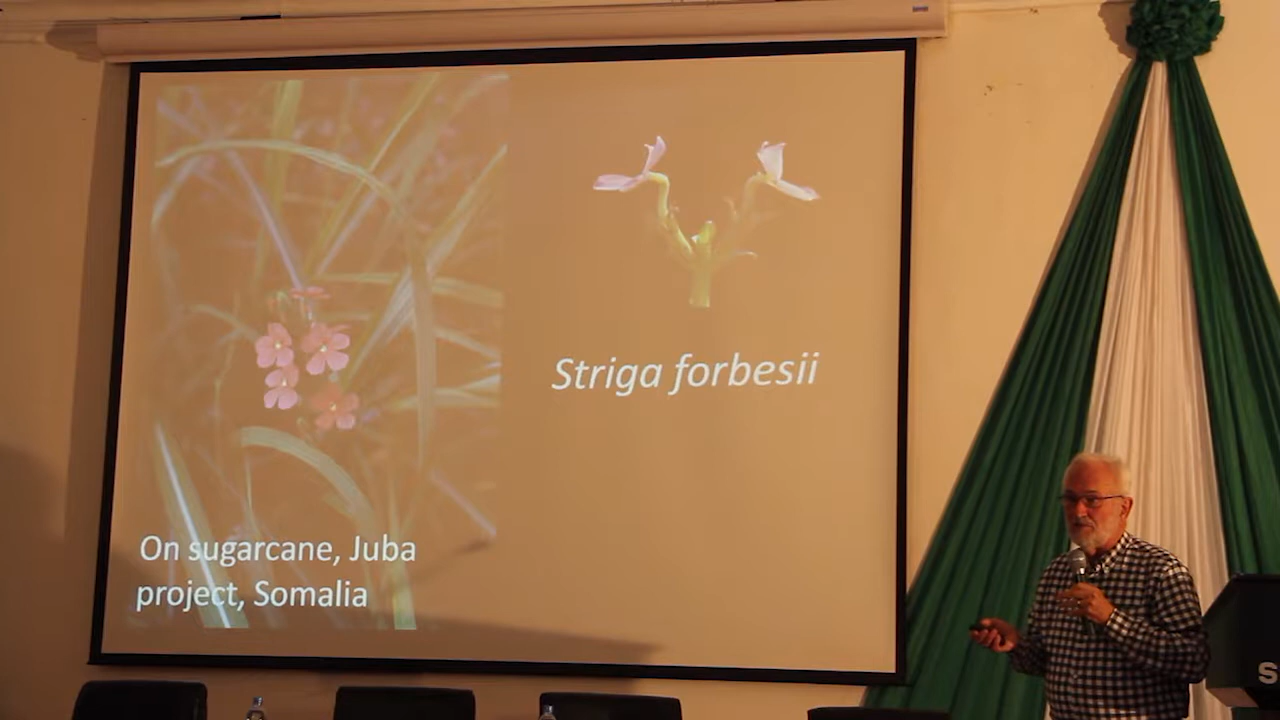 Striga forbesii
On sugarcane, Juba
project, Somalia
S